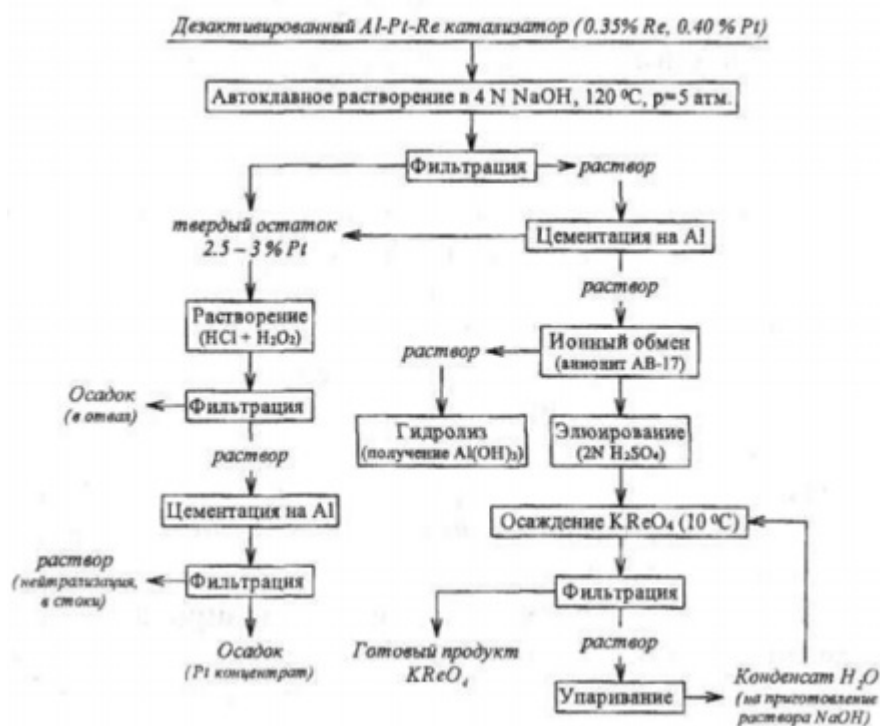 Дезактивированный Al-Pt-Re катализатор (0.35% Re, 0.40 % Pt)
Автоклавное растворение в 4 N NaOH, 120 ⁰C, p=5 атм.
Фильтрация
раствор
твердый остаток
2.5 – 3 % Pt
Цементация на Al
раствор
Растворение
(HCl + H₂O₂)
раствор
Ионный обмен
(анионит АВ-17)
Осадок
(в отвал)
Фильтрация
Гидролиз
(получение Al(OH)₃)
Элюирование
(2N H₂SO₄)
раствор
Цементация на Al
Осаждение KReO₄ (10 ⁰C)
раствор
(нейтрализация,
в стоки)
Фильтрация
Фильтрация
Осадок
(Pt концентрат)
Готовый продукт
KReO₄
раствор
Упаривание
Конденсат H₂O
(на приготовление
раствора NaOH)